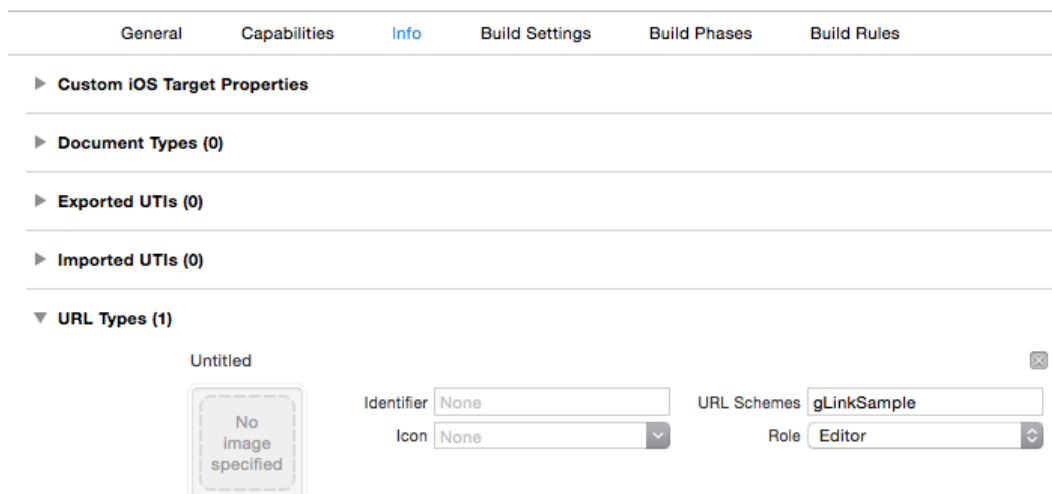 General Capabilities Info Build Settings Build Phases Build Rules
Custom iOS Target Properties
Document Types (0)
Exported UTIs (0)
Imported UTIs (0)
URL Types (1)
Untitled
No
image
specified
Identifier None URL Schemes gLinkSample
Icon None Role Editor